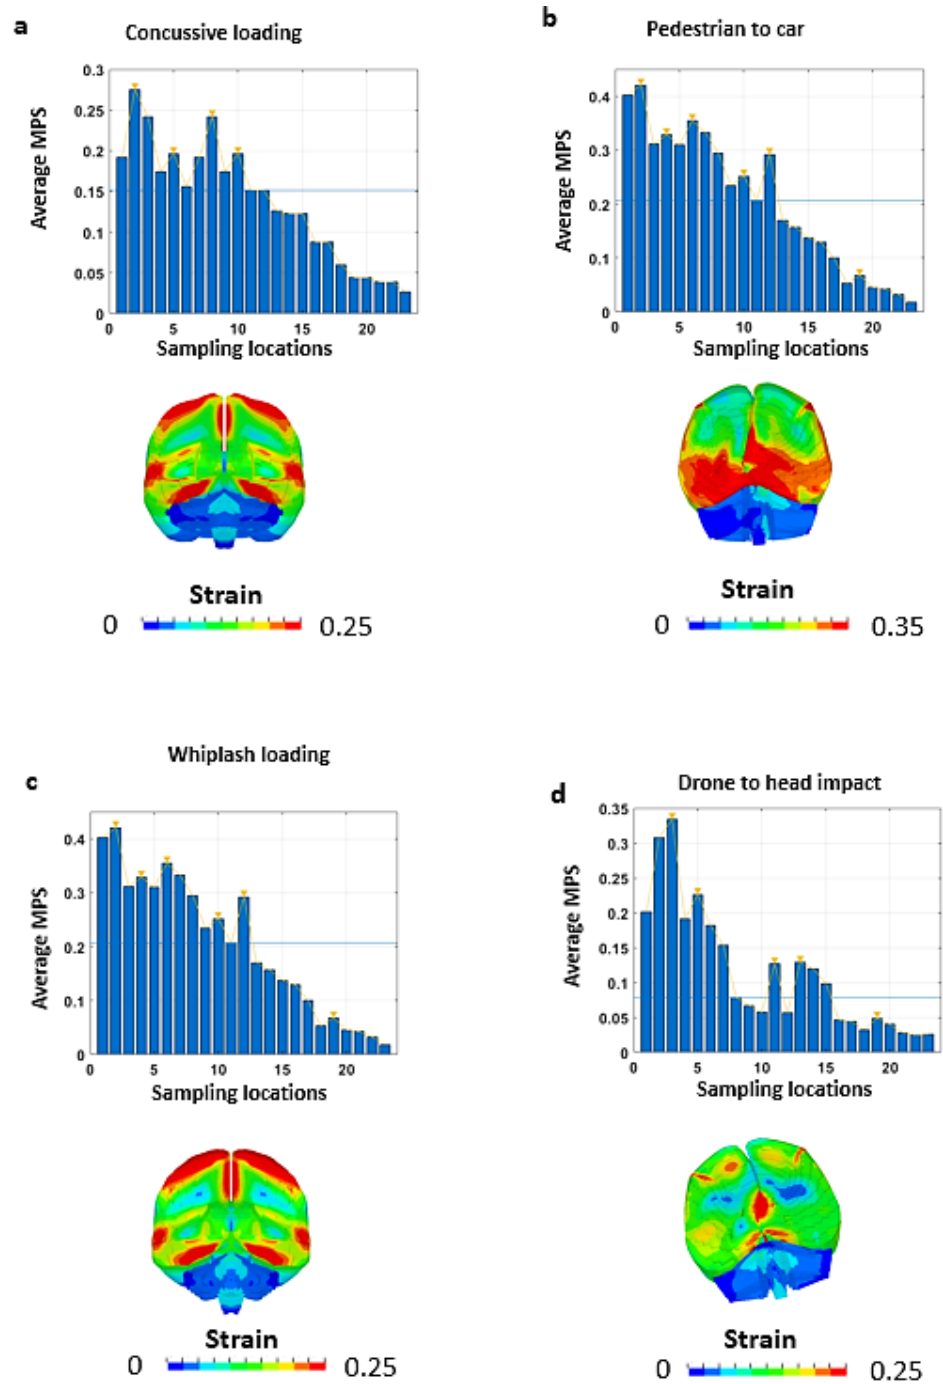 a
Concussive loading
0.3
0.25
0.2
0.15
0.1
0.05
0
Average MPS
0 5 10 15 20
Sampling locations
Strain
0 0.25
b
Pedestrian to car
0.4
0.3
0.2
0.1
0
Average MPS
0 5 10 15 20
Sampling locations
Strain
0 0.35
c
Whiplash loading
0.4
0.3
0.2
0.1
0
Average MPS
0 5 10 15 20
Sampling locations
Strain
0 0.25
d
Drone to head impact
0.35
0.3
0.25
0.2
0.15
0.1
0.05
0
Average MPS
0 5 10 15 20
Sampling locations
Strain
0 0.25